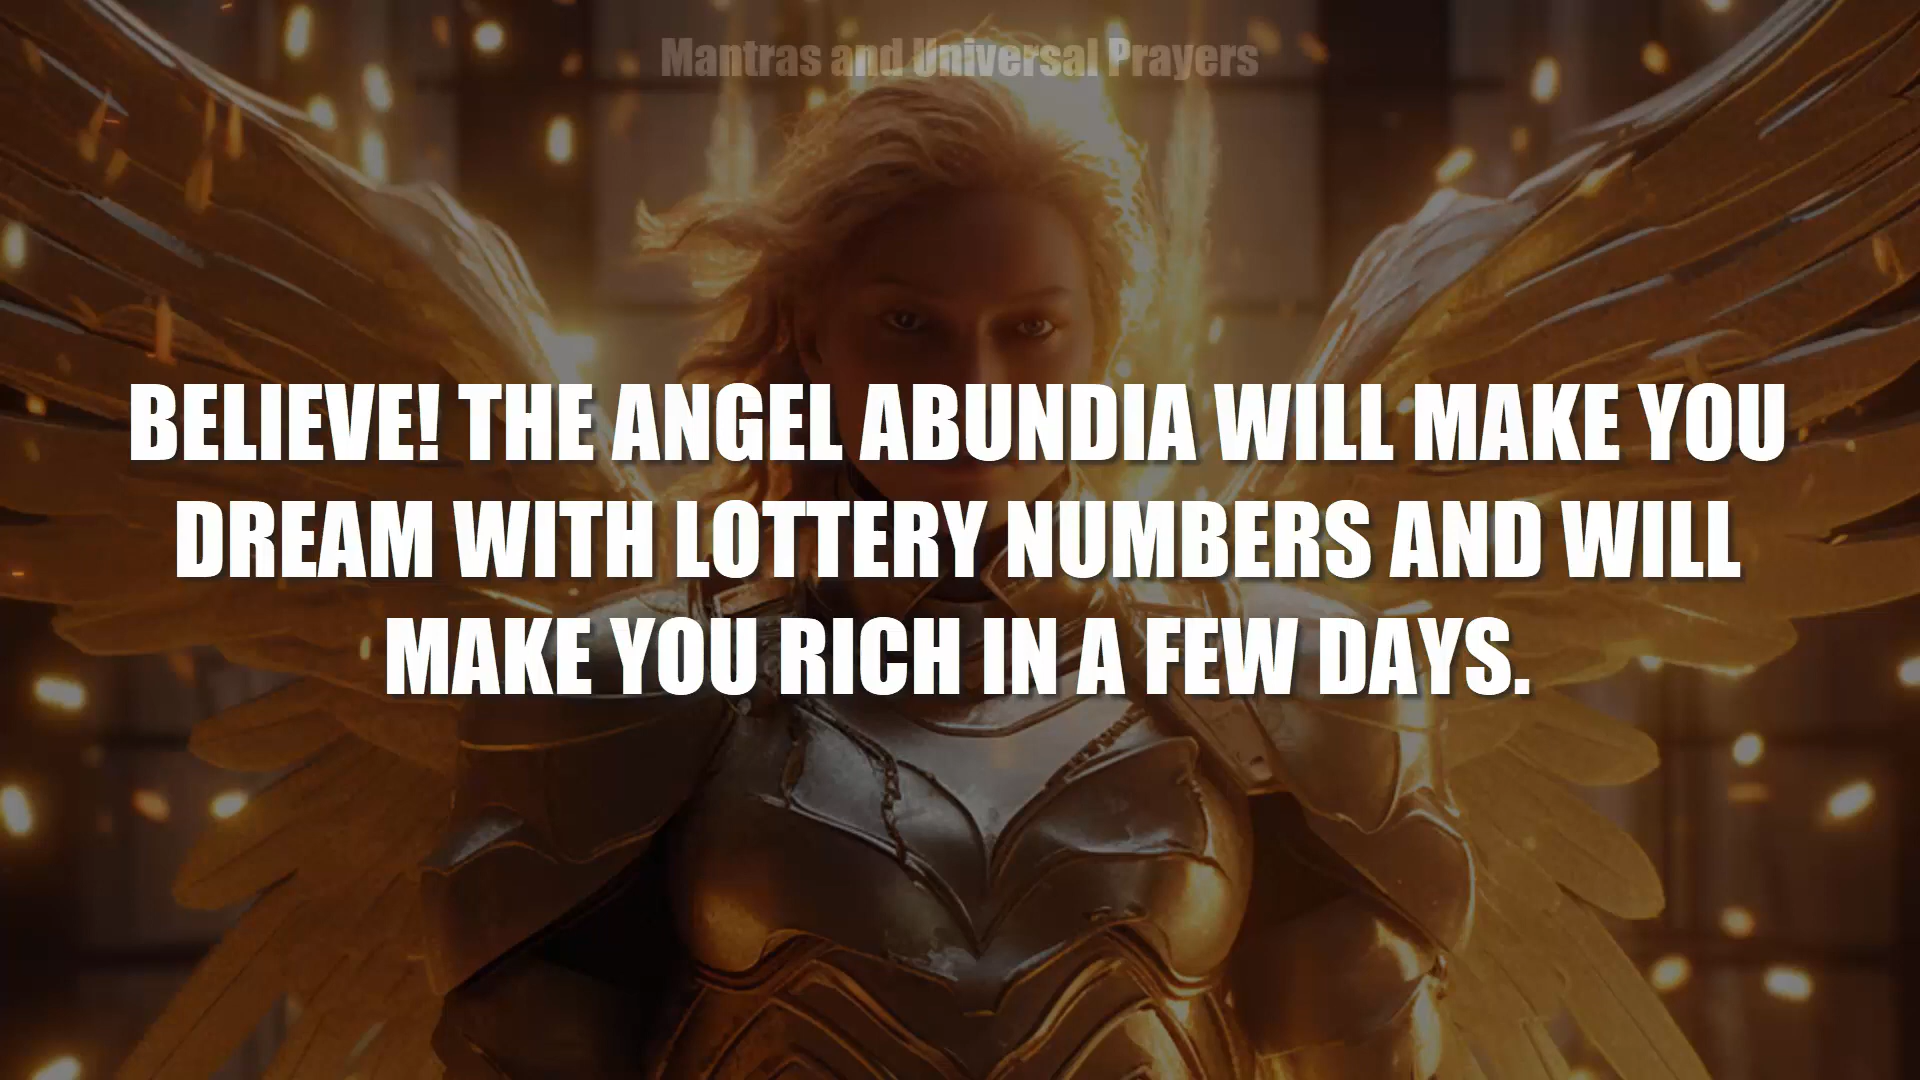 Mantras and Universal Prayers
BELIEVE! THE ANGEL ABUNDIA WILL MAKE YOU
DREAM WITH LOTTERY NUMBERS AND WILL
MAKE YOU RICH IN A FEW DAYS.